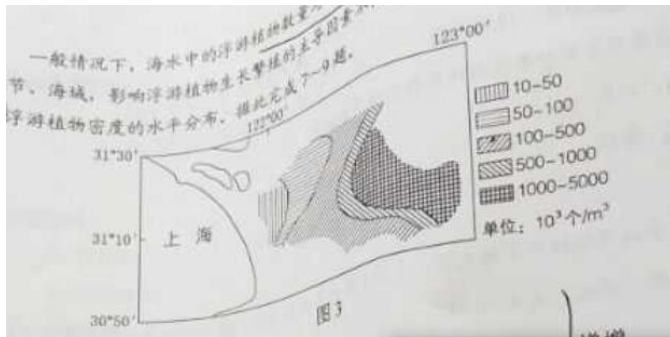 一般情况下，海水中的浮游植物数量
节、海域，影响浮游植物生长繁殖的主导因素
浮游植物密度的水平分布。据此完成7~9题。
122°00′
123°00′
31°30′
31°10′
30°50′
上海
10-50
50-100
100-500
500-1000
1000-5000
单位：10³个/m³
图3